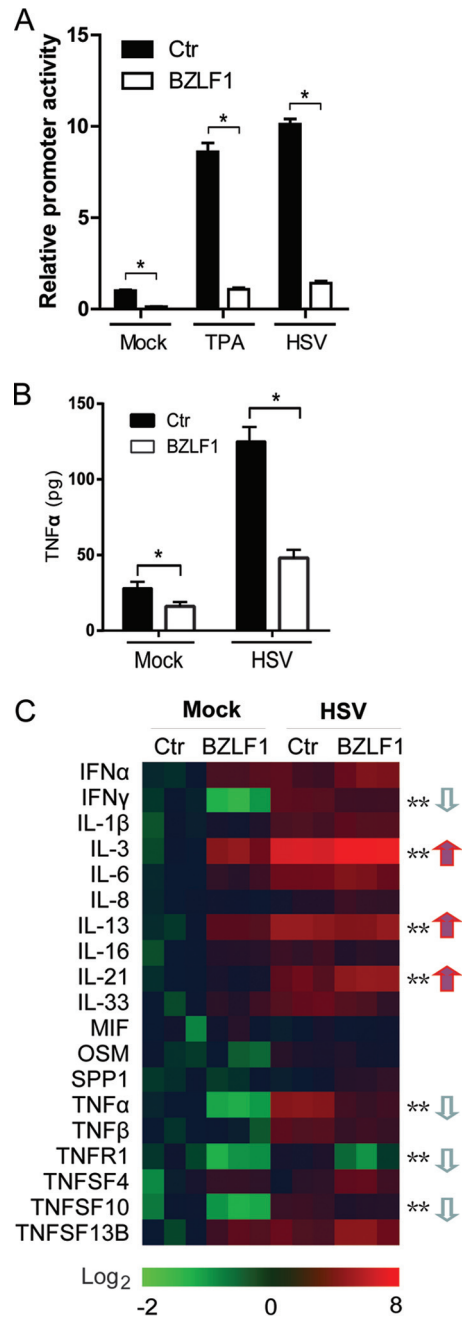 A
Ctr
BZLF1
Relative promoter activity
15
10
5
0
*
*
*
Mock TPA HSV
B
Ctr
BZLF1
TNFα (pg)
150
100
50
0
*
*
Mock HSV
C
Mock HSV
Ctr BZLF1 Ctr BZLF1
IFNα
IFNγ **
IL-1β
IL-3 **
IL-6
IL-8
IL-13 **
IL-16
IL-21 **
IL-33
MIF
OSM
SPP1
TNFα **
TNFβ
TNFR1 **
TNFSF4
TNFSF10 **
TNFSF13B
Log2
-2 0 8